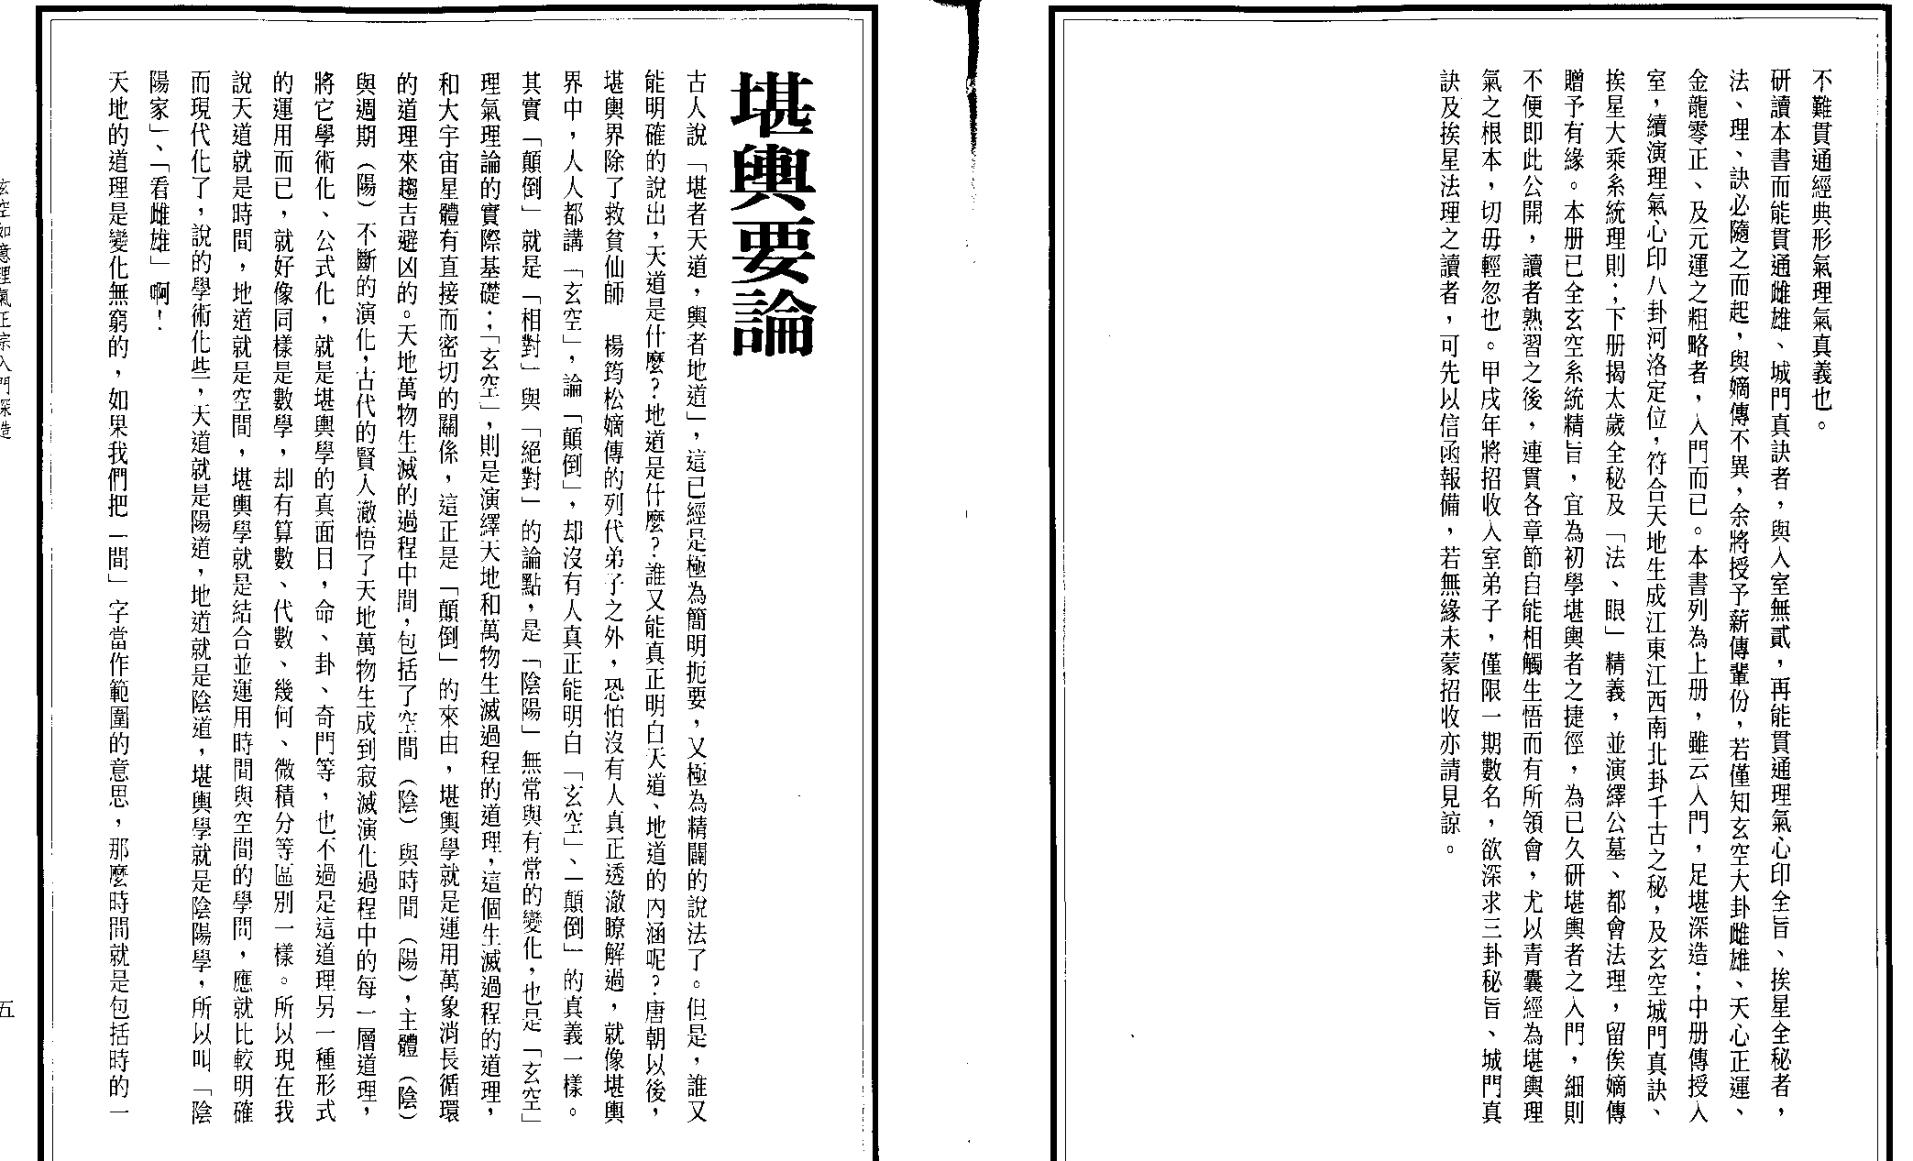 不難貫通經典形氣理氣真義也。
研讀本書而能貫通雌雄、城門真訣者，與入室無貳，再能貫通理氣心印全旨、挨星全秘者，
法、理、訣必隨之而起，與嫡傳不異，余將授予薪傳輩份，若僅知玄空大卦雌雄、天心正運、
金龍零正、及元運之粗略者，入門而已。本書列為上册，雖云入門，足堪深造；中册傳授入
室，續演理氣心印八卦河洛定位，符合天地生成江東江西南北卦千古之秘，及玄空城門真訣、
挨星大乘系統理則；下册揭太歲全秘及「法、眼」精義，並演繹公墓、都會法理，留俟嫡傳
贈予有緣。本册已全玄空系統精旨，宜為初學堪輿者之捷徑，為已久研堪輿者之入門，細則
不便即此公開，讀者熟習之後，連貫各章節自能相觸生悟而有所領會，尤以青囊經為堪輿理
氣之根本，切毋輕忽也。甲戌年將招收入室弟子，僅限一期數名，欲深求三卦秘旨、城門真
訣及挨星法理之讀者，可先以信函報備，若無緣未蒙招收亦請見諒。
堪輿要論
古人說「堪者天道，輿者地道」，這已經是極為簡明扼要，又極為精闢的說法了。但是，誰又
能明確的說出，天道是什麼？地道是什麼？誰又能真正明白天道、地道的內涵呢？唐朝以後，
堪輿界除了救貧仙師　楊筠松嫡傳的列代弟子之外，恐怕沒有人真正透澈瞭解過，就像堪輿
界中，人人都講「玄空」，論「顛倒」，却沒有人真正能明白「玄空」、「顛倒」的真義一樣。
其實「顛倒」就是「相對」與「絕對」的論點，是「陰陽」無常與有常的變化，也是「玄空」
理氣理論的實際基礎；「玄空」，則是演繹天地和萬物生滅過程的道理，這個生滅過程的道理，
和大宇宙星體有直接而密切的關係，這正是「顛倒」的來由，堪輿學就是運用萬象消長循環
的道理來趨吉避凶的。天地萬物生滅的過程中間，包括了空間（陰）與時間（陽），主體（陰）
與週期（陽）不斷的演化，古代的賢人澈悟了天地萬物生成到寂滅演化過程中的每一層道理，
將它學術化、公式化，就是堪輿學的真面目，命、卦、奇門等，也不過是這道理另一種形式
的運用而已，就好像同樣是數學，却有算數、代數、幾何、微積分等區別一樣。所以現在我
說天道就是時間，地道就是空間，堪輿學就是結合並運用時間與空間的學問，應就比較明確
而現代化了，說的學術化些，天道就是陽道，地道就是陰道，堪輿學就是陰陽學，所以叫「陰
陽家」、「看雌雄」啊！
天地的道理是變化無窮的，如果我們把「間」字當作範圍的意思，那麼時間就是包括時的一
玄空如意理氣正宗入門深造
五